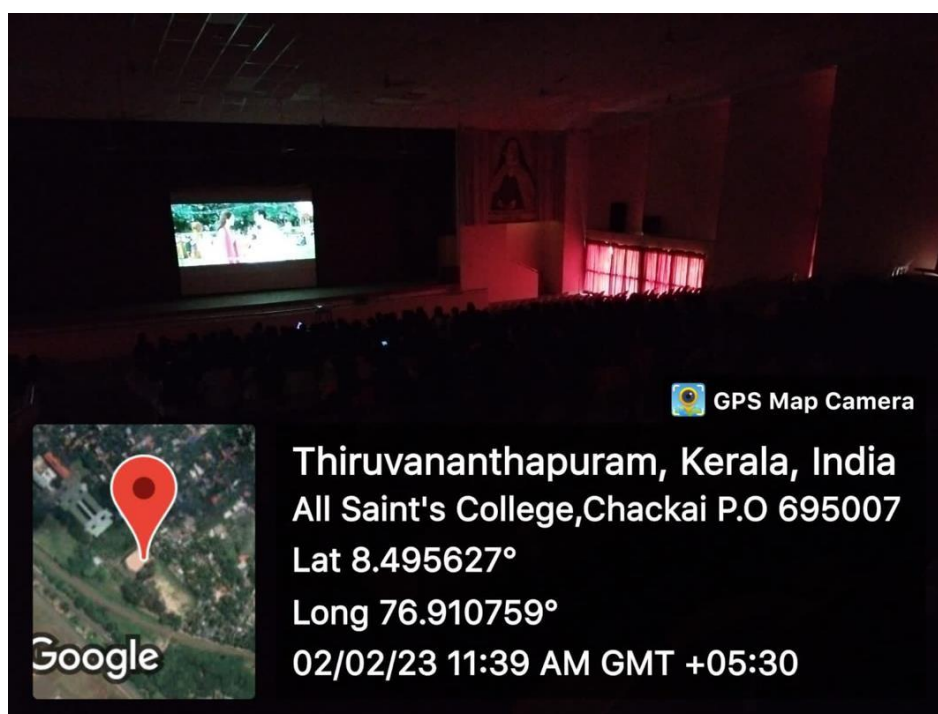 GPS Map Camera
Thiruvananthapuram, Kerala, India
All Saint's College,Chackai P.O 695007
Lat 8.495627°
Long 76.910759°
02/02/23 11:39 AM GMT +05:30
Google